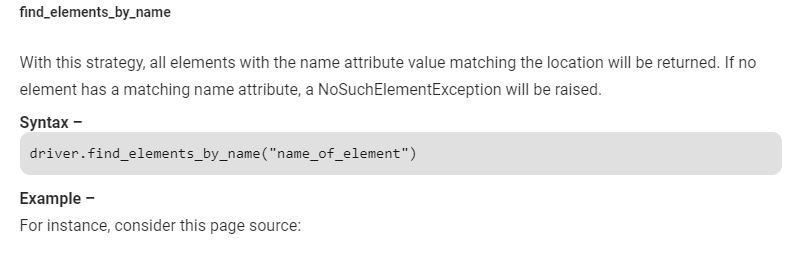 find_elements_by_name
With this strategy, all elements with the name attribute value matching the location will be returned. If no
element has a matching name attribute, a NoSuchElementException will be raised.
Syntax –
driver.find_elements_by_name("name_of_element")
Example –
For instance, consider this page source: